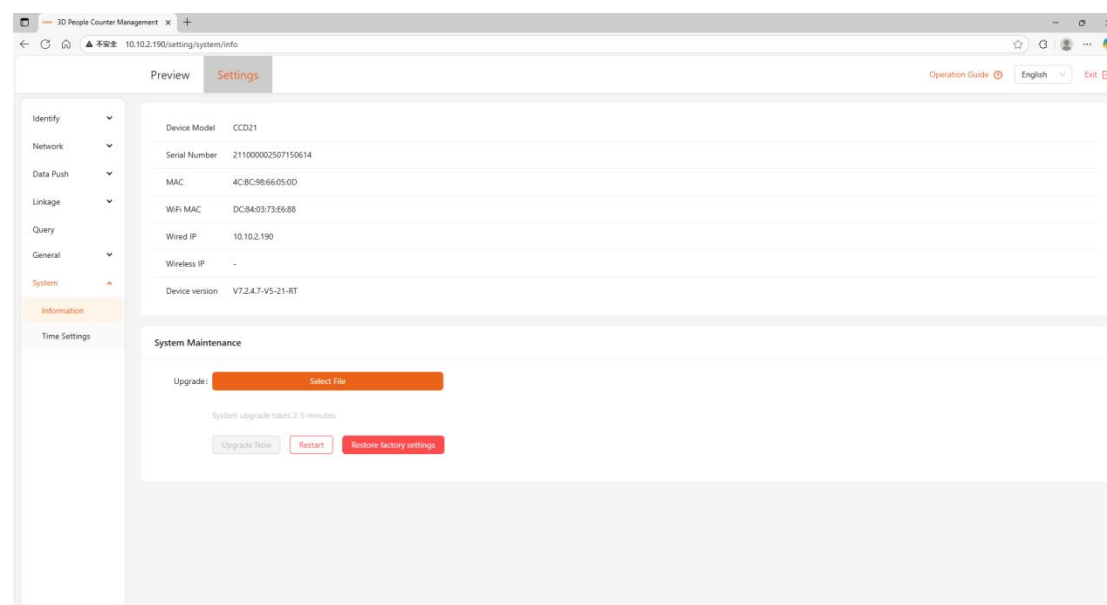 3D People Counter Management
不安全 10.10.2.190/setting/system/info
Preview Settings Operation Guide English Exit
Identify
Network
Data Push
Linkage
Query
General
System
Information
Time Settings
Device Model CCD21
Serial Number 211000002507150614
MAC 4C:BC:98:66:05:0D
WiFi MAC DC:84:03:73:E6:88
Wired IP 10.10.2.190
Wireless IP -
Device version V7.2.4.7-V5-21-RT
System Maintenance
Upgrade: Select File
System upgrade takes 2-5 minutes
Upgrade Now Restart Restore factory settings